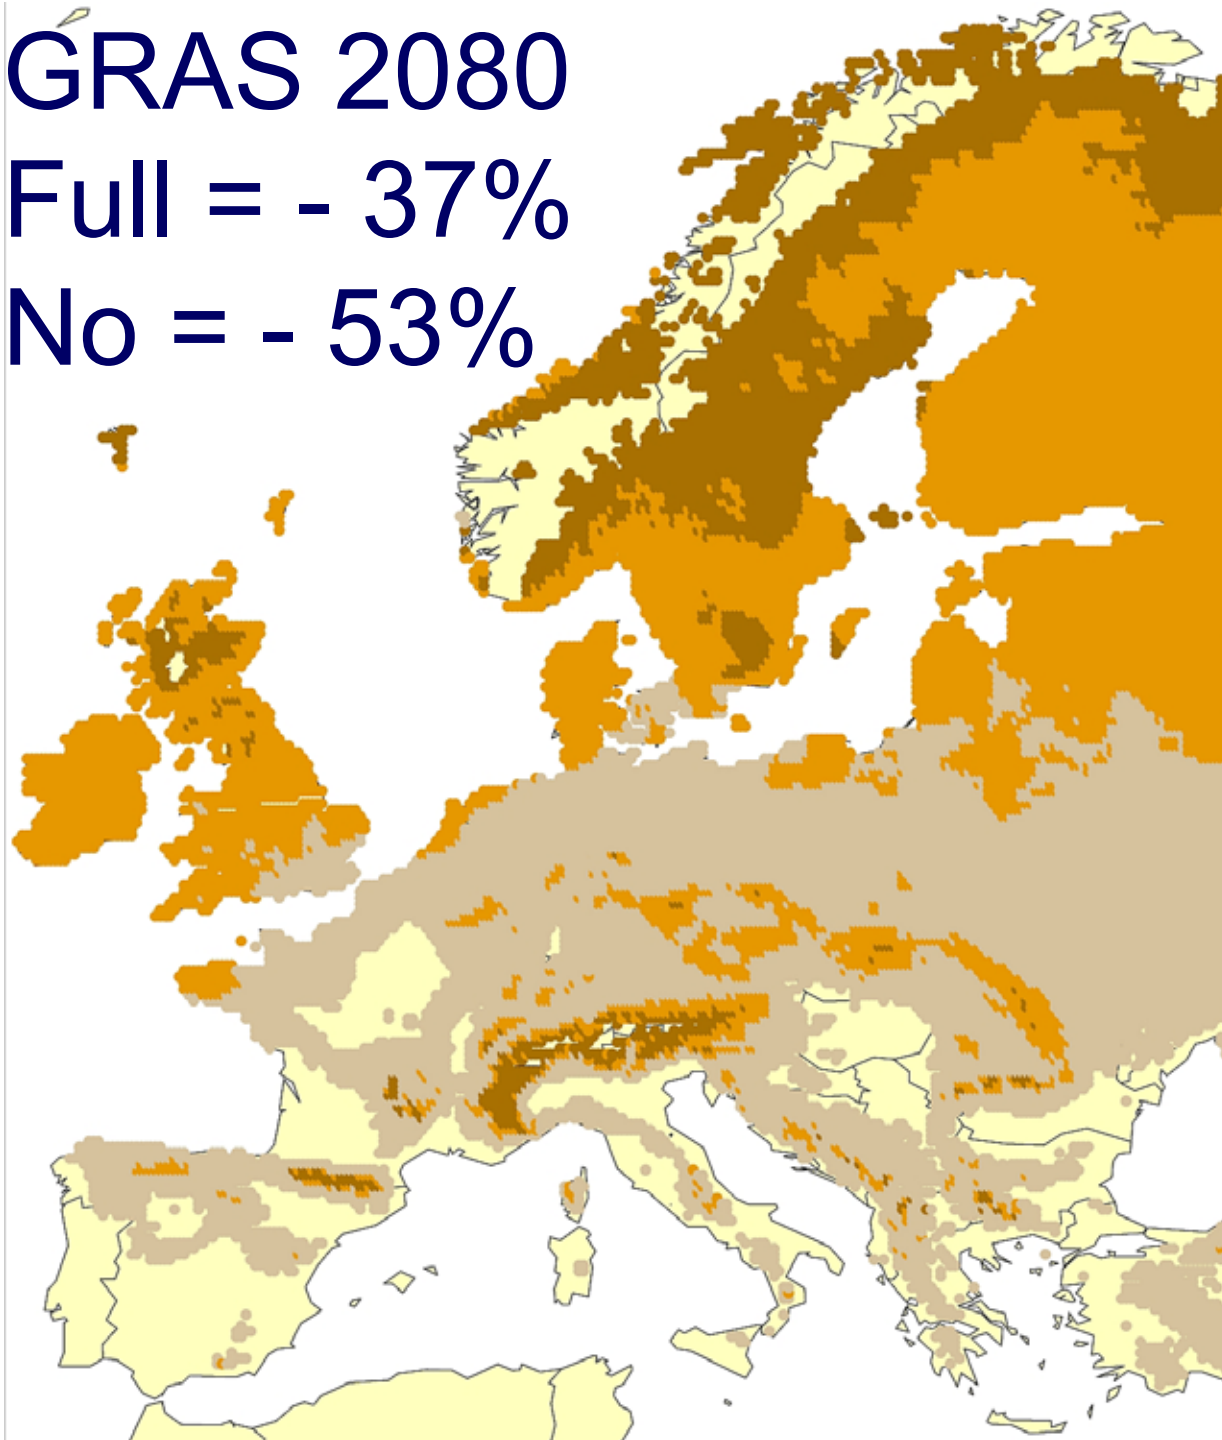 GRAS 2080
Full = - 37%
No = - 53%